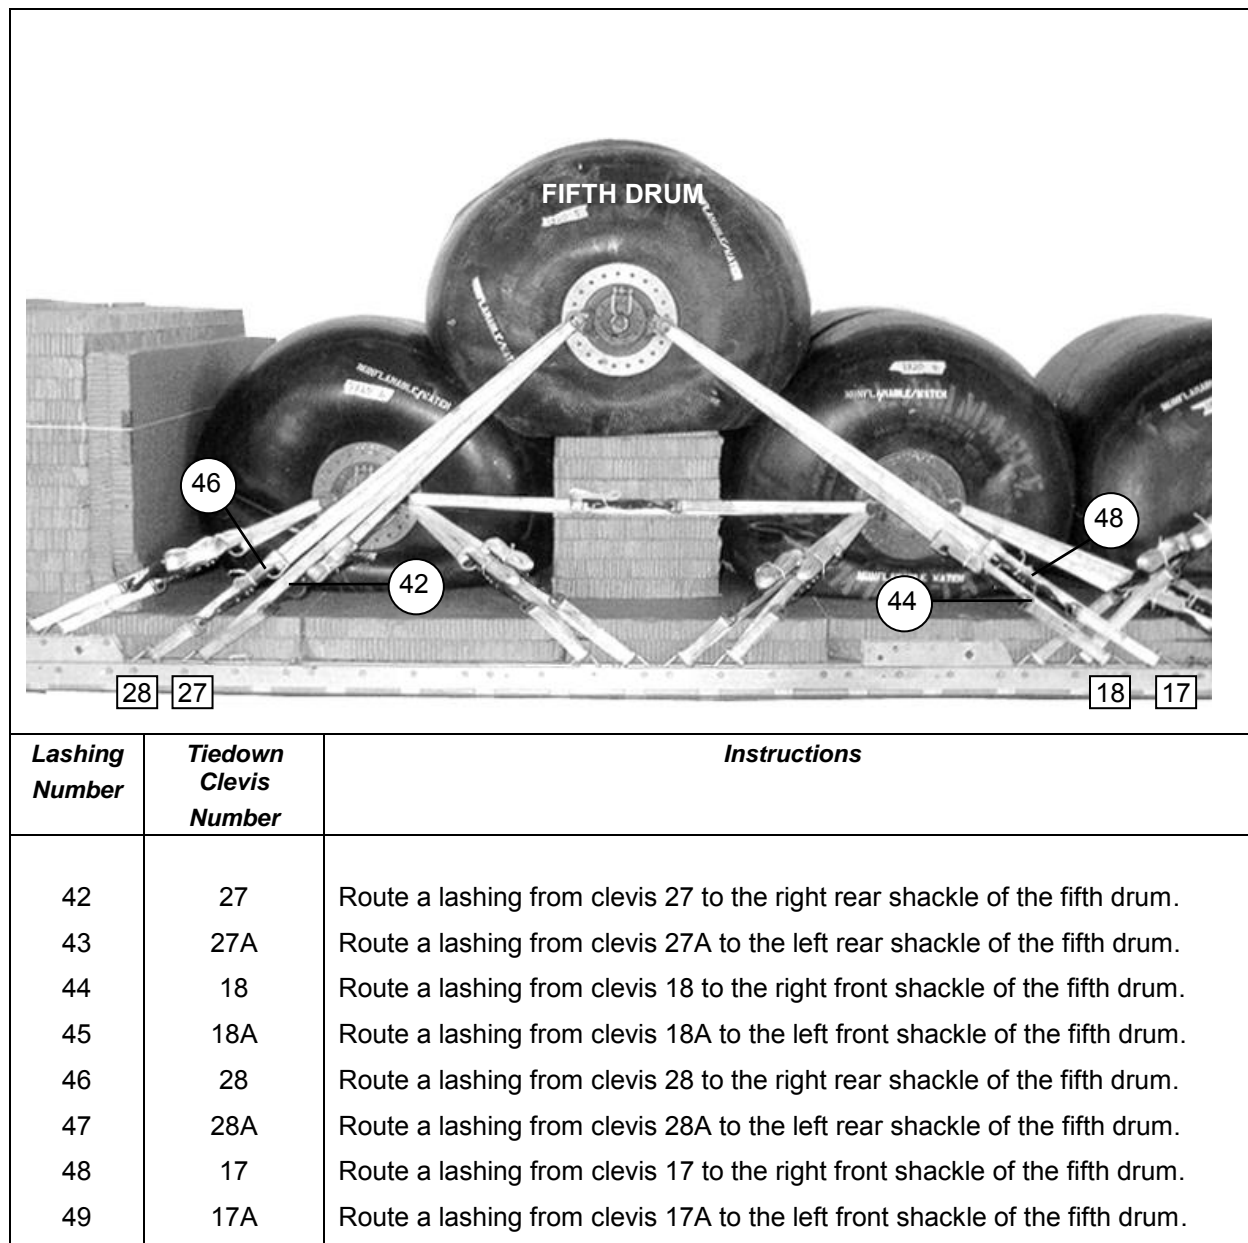 FIFTH DRUM
46
42
48
44
28 27 18 17
Lashing Number
Tiedown Clevis Number
Instructions
42 27 Route a lashing from clevis 27 to the right rear shackle of the fifth drum.
43 27A Route a lashing from clevis 27A to the left rear shackle of the fifth drum.
44 18 Route a lashing from clevis 18 to the right front shackle of the fifth drum.
45 18A Route a lashing from clevis 18A to the left front shackle of the fifth drum.
46 28 Route a lashing from clevis 28 to the right rear shackle of the fifth drum.
47 28A Route a lashing from clevis 28A to the left rear shackle of the fifth drum.
48 17 Route a lashing from clevis 17 to the right front shackle of the fifth drum.
49 17A Route a lashing from clevis 17A to the left front shackle of the fifth drum.